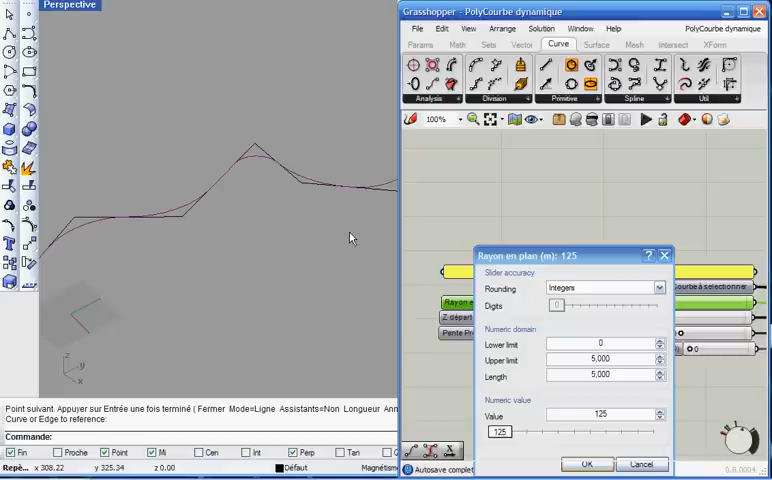 Perspective
z
y
x
Point suivant. Appuyer sur Entrée une fois terminé ( Fermer Mode=Ligne Assistants=Non Longueur Ann
Curve or Edge to reference:
Commande:
Fin Proche Point Mi Cen Int Perp Tan
Repè... x 308.22 y 325.34 z 0.00 Défaut Magnétism
Grasshopper - PolyCourbe dynamique
File Edit View Arrange Solution Window Help PolyCourbe dynamique
Params Math Sets Vector Curve Surface Mesh Intersect XForm
Analysis Division Primitive Spline Util
100%
Rayon en plan (m): 125
Slider accuracy
Rounding Integers
Digits 0
Numeric domain
Lower limit 0
Upper limit 5,000
Length 5,000
Numeric value
Value 125
125
OK Cancel
Courbe à sélectionner
Rayon e
Z départ
Pente Pro
0
Autosave complet
0.8.0004